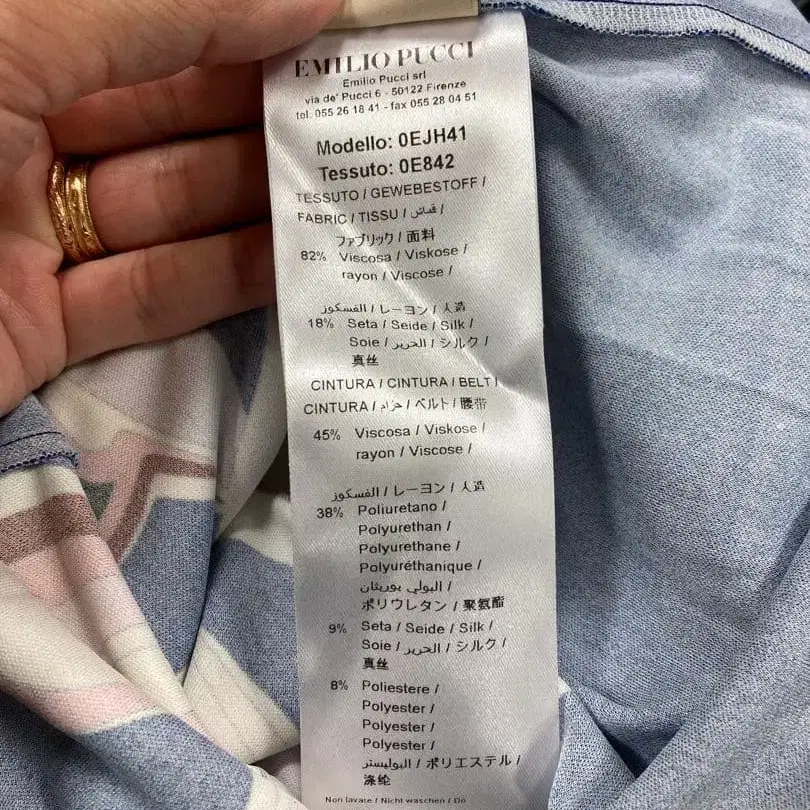 EMILIO PUCCI
Emilio Pucci srl
via de' Pucci 6 - 50122 Firenze
tel. 055 26 18 41 - fax 055 28 04 51
Modello: 0EJH41
Tessuto: 0E842
TESSUTO / GEWEBESTOFF /
FABRIC / TISSU / قماش /
ファブリック / 面料
82% Viscosa / Viskose /
rayon / Viscose /
الفسكوز / レーヨン / 人造
18% Seta / Seide / Silk /
Soie / الحرير / シルク /
真丝
CINTURA / CINTURA / BELT /
CINTURA / حزام / ベルト / 腰带
45% Viscosa / Viskose /
rayon / Viscose /
الفسكوز / レーヨン / 人造
38% Poliuretano /
Polyurethan /
Polyurethane /
Polyuréthanique /
البولي يوريثان /
ポリウレタン / 聚氨酯
9% Seta / Seide / Silk /
Soie / الحرير / シルク /
真丝
8% Poliestere /
Polyester /
Polyester /
Polyester /
البوليستر / ポリエステル /
涤纶
Non lavate / Nicht waschen / Do